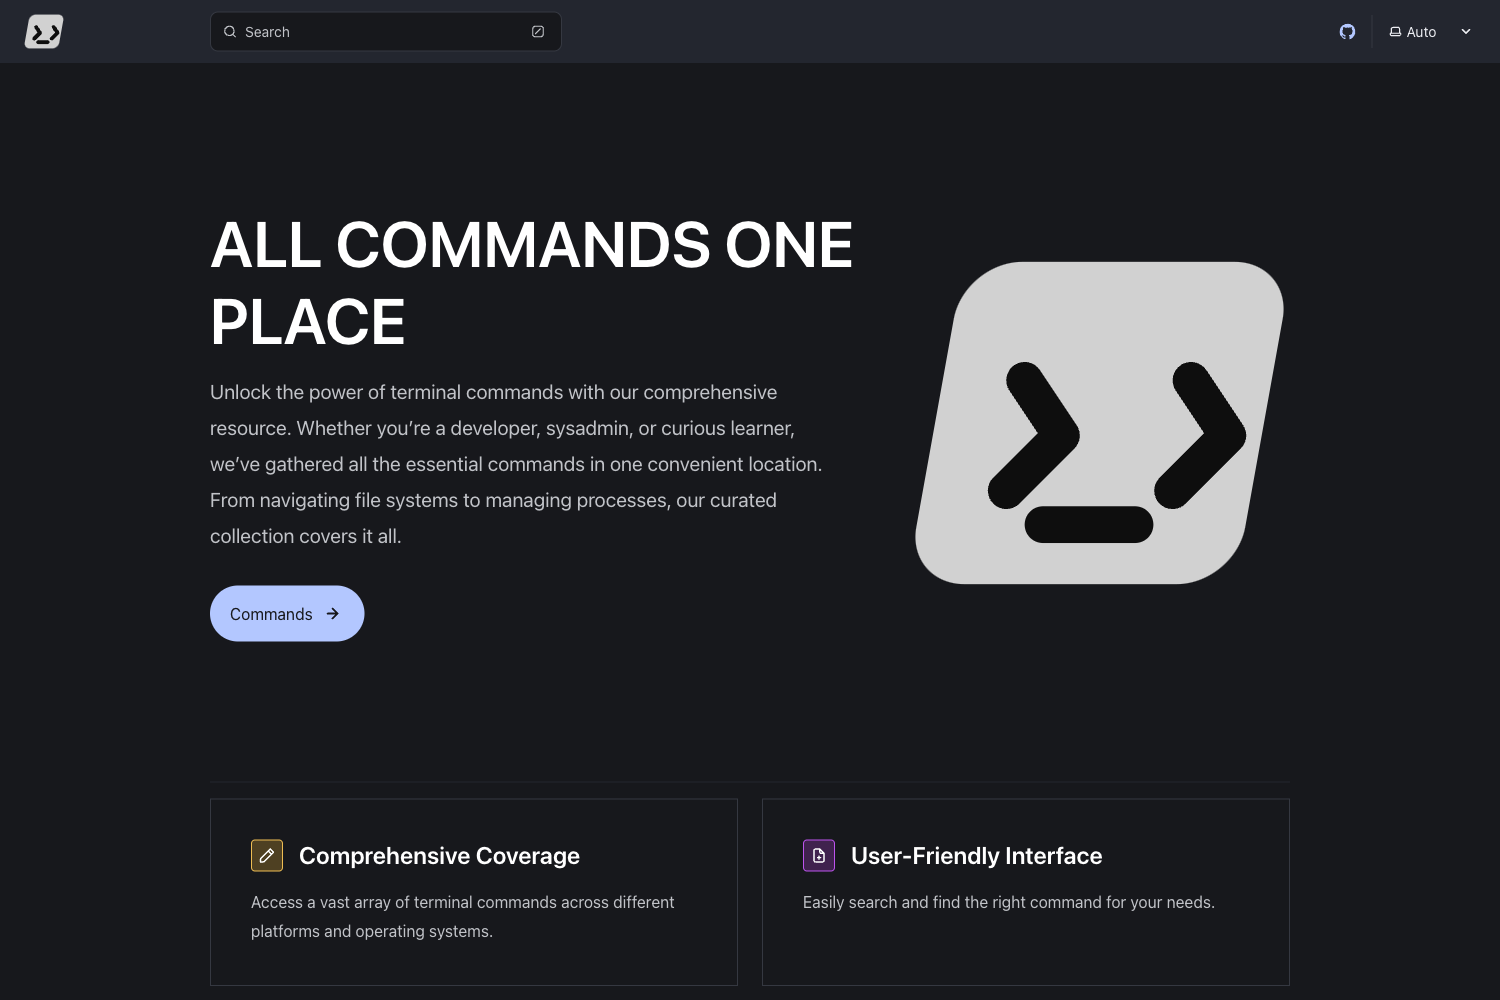 Search
Auto
ALL COMMANDS ONE
PLACE
Unlock the power of terminal commands with our comprehensive
resource. Whether you’re a developer, sysadmin, or curious learner,
we’ve gathered all the essential commands in one convenient location.
From navigating file systems to managing processes, our curated
collection covers it all.
Commands
Comprehensive Coverage
Access a vast array of terminal commands across different
platforms and operating systems.
User-Friendly Interface
Easily search and find the right command for your needs.